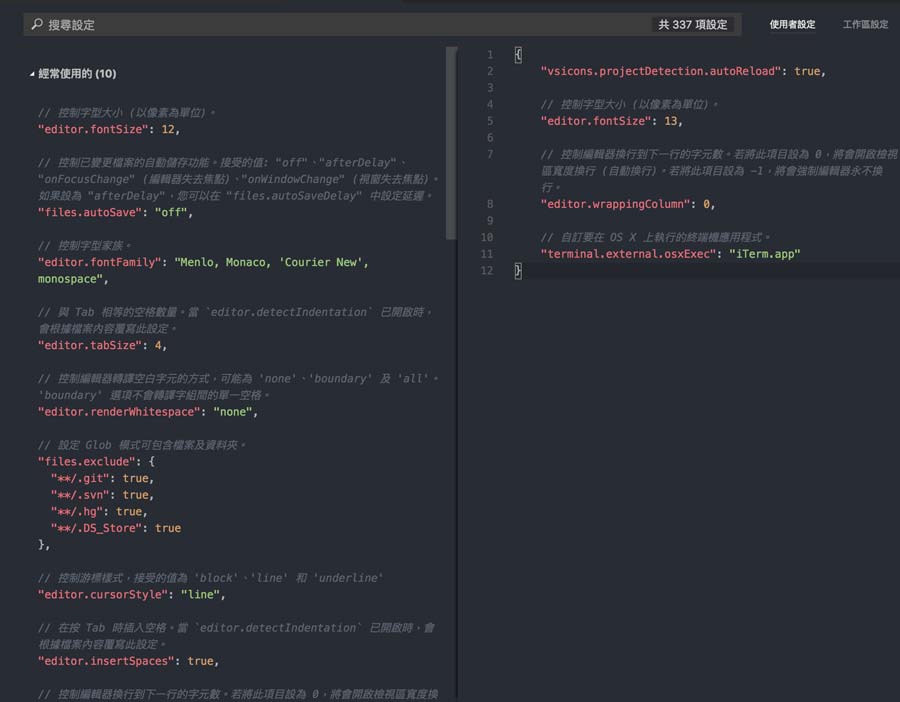 搜尋設定
共 337 項設定
使用者設定
工作區設定
經常使用的 (10)
// 控制字型大小 (以像素為單位)。
"editor.fontSize": 12,
// 控制已變更檔案的自動儲存功能。接受的值: "off"、"afterDelay"、
"onFocusChange" (編輯器失去焦點)、"onWindowChange" (視窗失去焦點)。
如果設為 "afterDelay",您可以在 "files.autoSaveDelay" 中設定延遲。
"files.autoSave": "off",
// 控制字型家族。
"editor.fontFamily": "Menlo, Monaco, 'Courier New',
monospace",
// 與 Tab 相等的空格數量。當 `editor.detectIndentation` 已開啟時,
會根據檔案內容覆寫此設定。
"editor.tabSize": 4,
// 控制編輯器轉譯空白字元的方式,可能為 'none'、'boundary' 及 'all'。
'boundary' 選項不會轉譯字組間的單一空格。
"editor.renderWhitespace": "none",
// 設定 Glob 模式可包含檔案及資料夾。
"files.exclude": {
"**/.git": true,
"**/.svn": true,
"**/.hg": true,
"**/.DS_Store": true
},
// 控制游標樣式,接受的值為 'block'、'line' 和 'underline'
"editor.cursorStyle": "line",
// 在按 Tab 時插入空格。當 `editor.detectIndentation` 已開啟時,會
根據檔案內容覆寫此設定。
"editor.insertSpaces": true,
// 控制編輯器換行到下一行的字元數。若將此項目設為 0,將會開啟檢視區寬度換
1 {
2 "vsicons.projectDetection.autoReload": true,
3
4 // 控制字型大小 (以像素為單位)。
5 "editor.fontSize": 13,
6
7 // 控制編輯器換行到下一行的字元數。若將此項目設為 0,將會開啟檢視
區寬度換行 (自動換行)。若將此項目設為 -1,將會強制編輯器永不換
行。
8 "editor.wrappingColumn": 0,
9
10 // 自訂要在 OS X 上執行的終端機應用程式。
11 "terminal.external.osxExec": "iTerm.app"
12 }